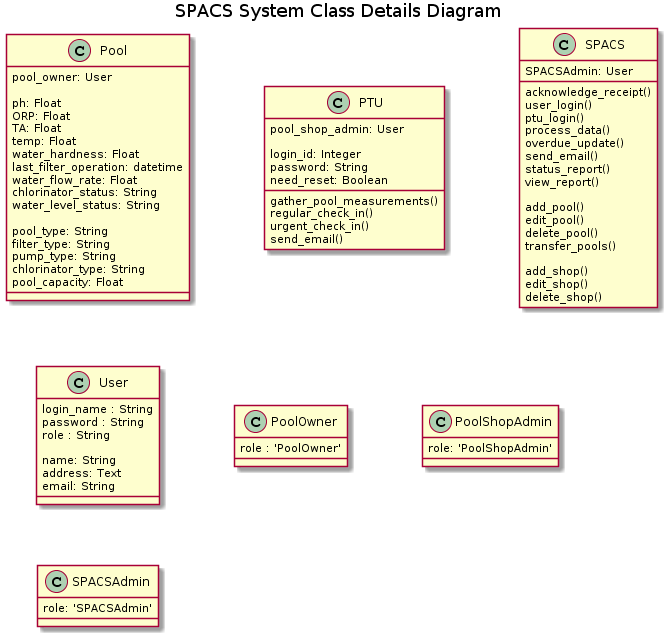 SPACS System Class Details Diagram
C Pool
pool_owner: User
ph: Float
ORP: Float
TA: Float
temp: Float
water_hardness: Float
last_filter_operation: datetime
water_flow_rate: Float
chlorinator_status: String
water_level_status: String
pool_type: String
filter_type: String
pump_type: String
chlorinator_type: String
pool_capacity: Float
C PTU
pool_shop_admin: User
login_id: Integer
password: String
need_reset: Boolean
gather_pool_measurements()
regular_check_in()
urgent_check_in()
send_email()
C SPACS
SPACSAdmin: User
acknowledge_receipt()
user_login()
ptu_login()
process_data()
overdue_update()
send_email()
status_report()
view_report()
add_pool()
edit_pool()
delete_pool()
transfer_pools()
add_shop()
edit_shop()
delete_shop()
C User
login_name : String
password : String
role : String
name: String
address: Text
email: String
C PoolOwner
role : 'PoolOwner'
C PoolShopAdmin
role: 'PoolShopAdmin'
C SPACSAdmin
role: 'SPACSAdmin'